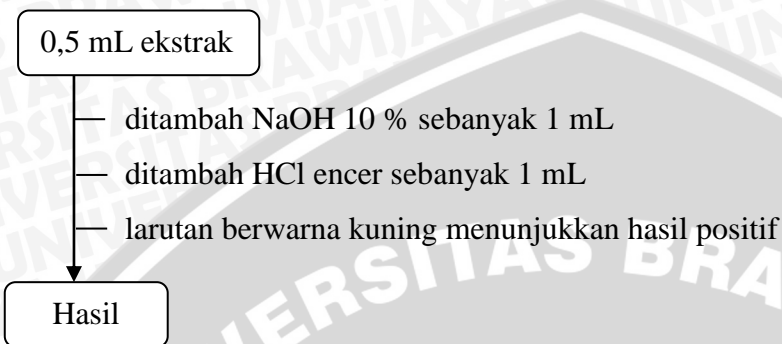 0,5 mL ekstrak
ditambah NaOH 10 % sebanyak 1 mL
ditambah HCl encer sebanyak 1 mL
larutan berwarna kuning menunjukkan hasil positif
Hasil